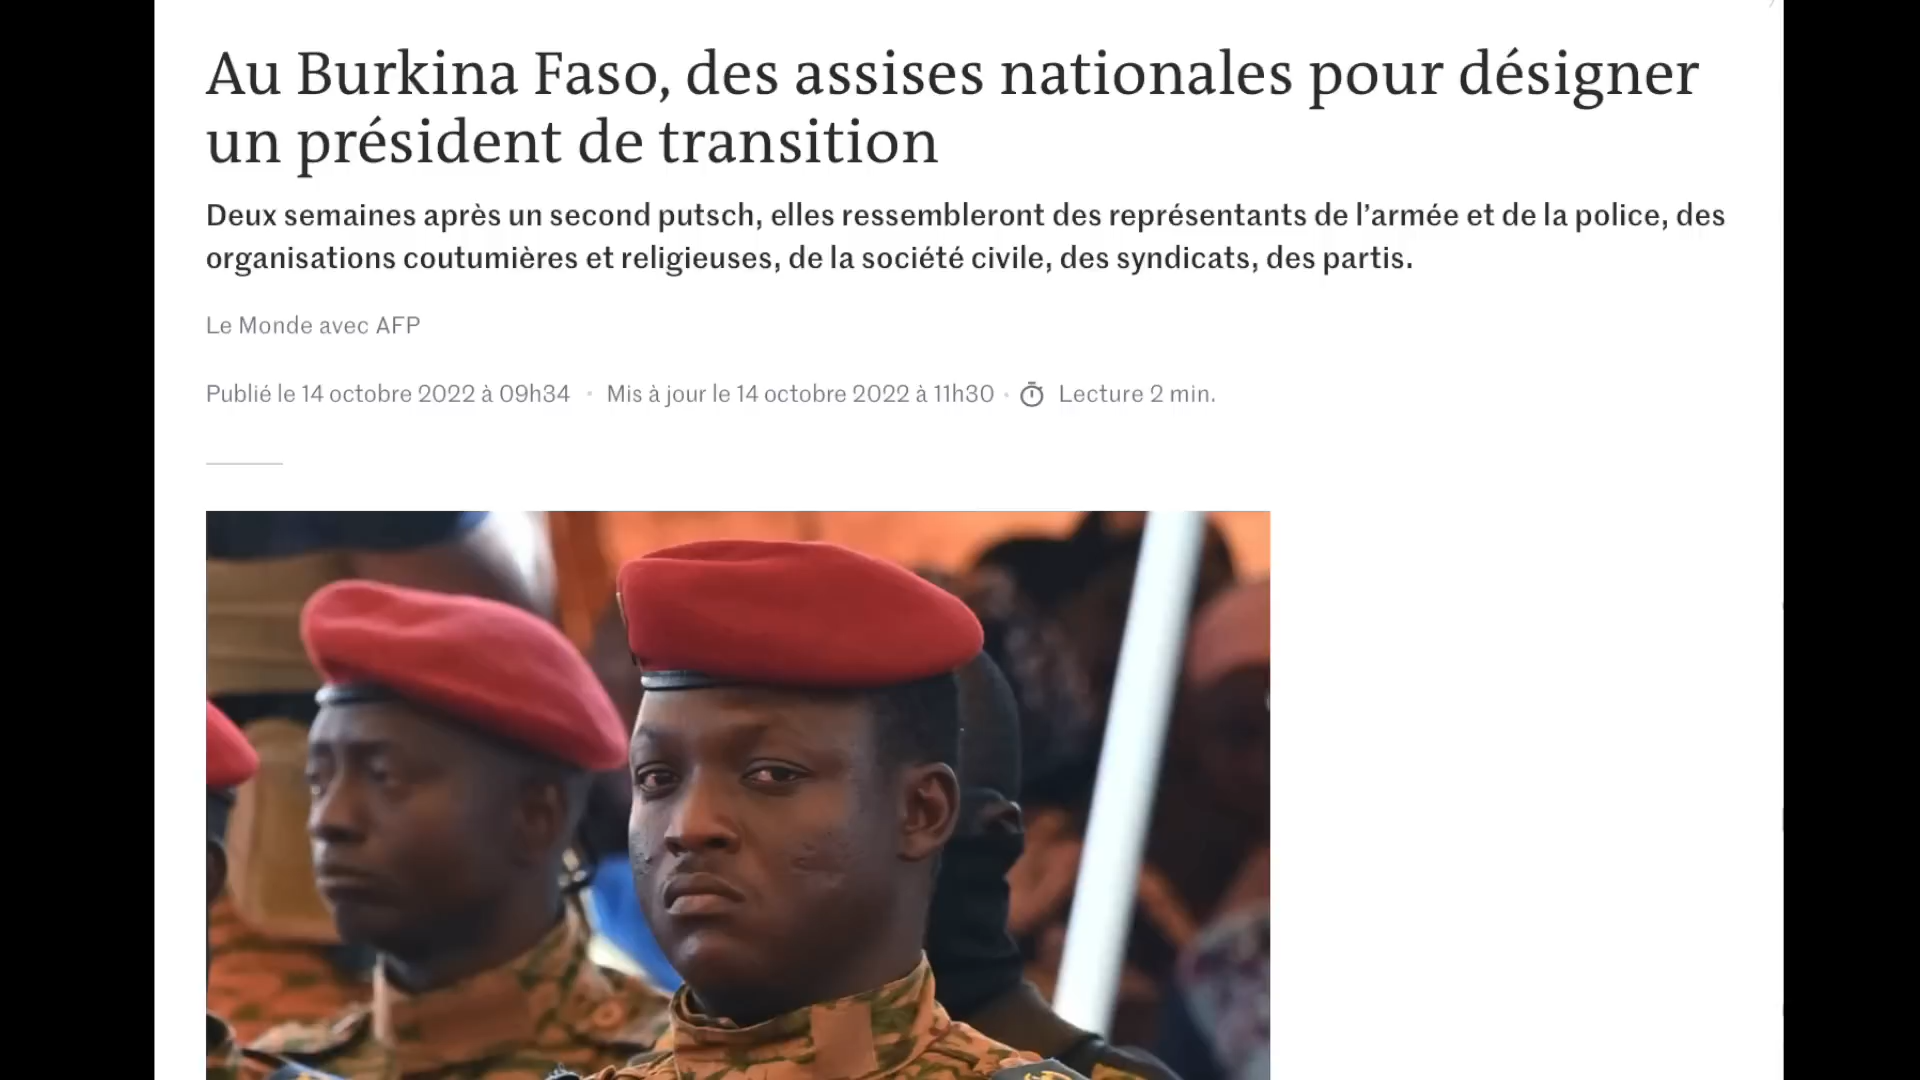 Au Burkina Faso, des assises nationales pour désigner
un président de transition
Deux semaines après un second putsch, elles ressembleront des représentants de l’armée et de la police, des
organisations coutumières et religieuses, de la société civile, des syndicats, des partis.
Le Monde avec AFP
Publié le 14 octobre 2022 à 09h34 • Mis à jour le 14 octobre 2022 à 11h30 • Lecture 2 min.